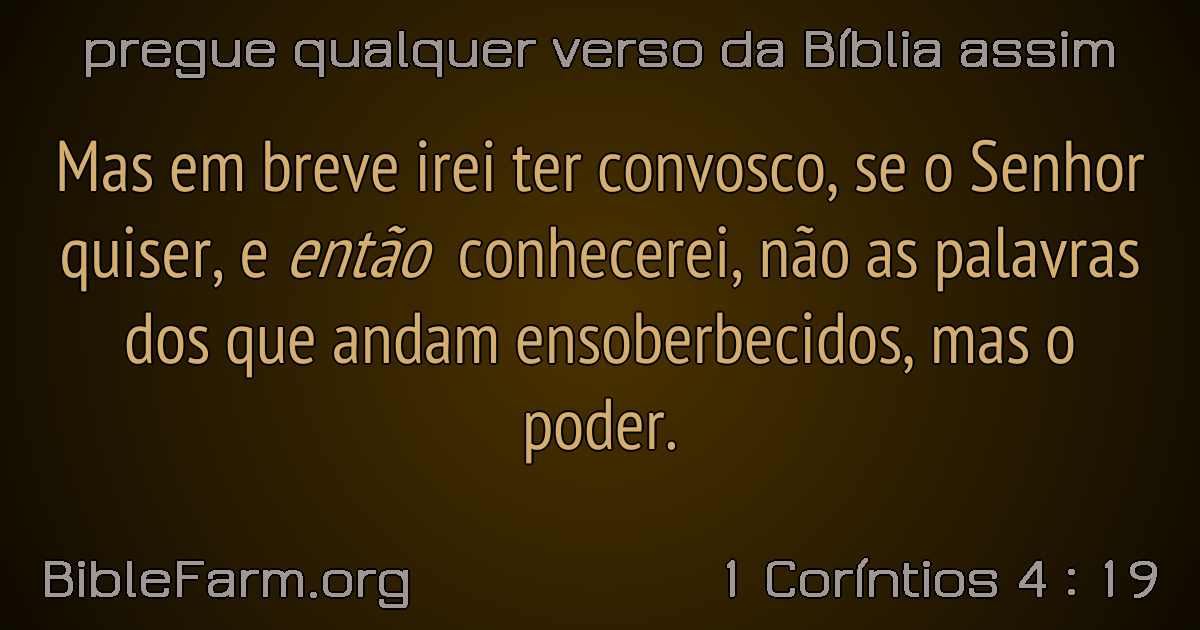 pregue qualquer verso da Bíblia assim
Mas em breve irei ter convosco, se o Senhor
quiser, e então conhecerei, não as palavras
dos que andam ensoberbecidos, mas o
poder.
BibleFarm.org
1 Coríntios 4 : 19